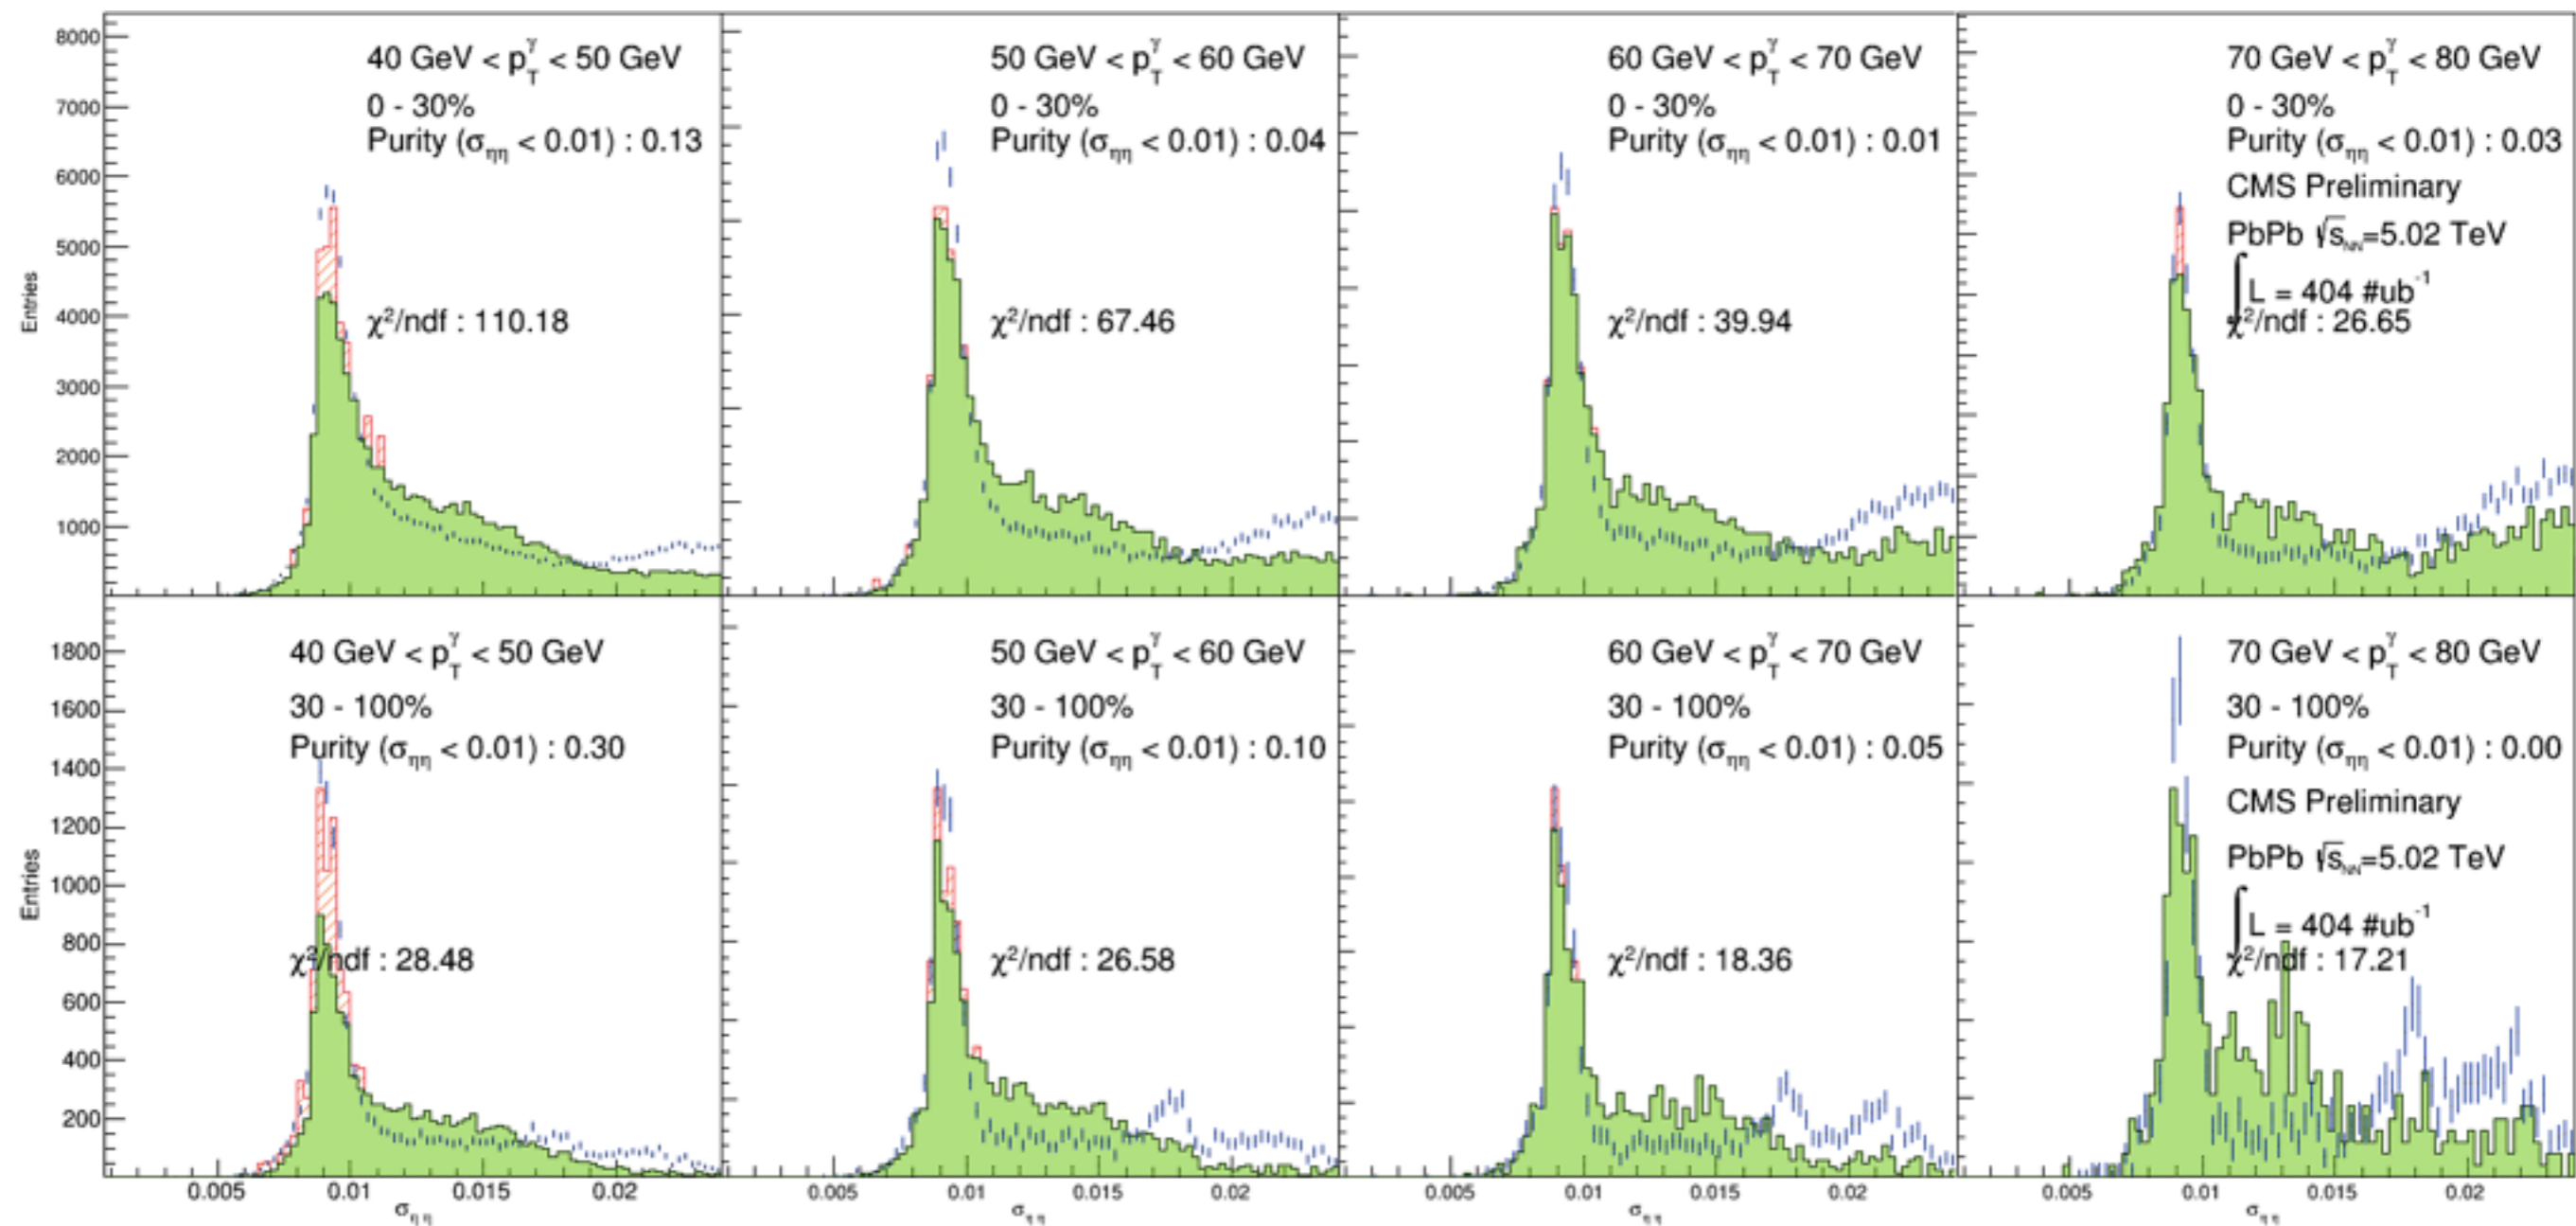 8000
7000
6000
5000
4000
3000
2000
1000
Entries
40 GeV < p_T^γ < 50 GeV
0 - 30%
Purity (σ_ηη < 0.01) : 0.13
χ²/ndf : 110.18
50 GeV < p_T^γ < 60 GeV
0 - 30%
Purity (σ_ηη < 0.01) : 0.04
χ²/ndf : 67.46
60 GeV < p_T^γ < 70 GeV
0 - 30%
Purity (σ_ηη < 0.01) : 0.01
χ²/ndf : 39.94
70 GeV < p_T^γ < 80 GeV
0 - 30%
Purity (σ_ηη < 0.01) : 0.03
CMS Preliminary
PbPb √s_NN=5.02 TeV
∫L = 404 #ub⁻¹
χ²/ndf : 26.65
1800
1600
1400
1200
1000
800
600
400
200
Entries
40 GeV < p_T^γ < 50 GeV
30 - 100%
Purity (σ_ηη < 0.01) : 0.30
χ²/ndf : 28.48
50 GeV < p_T^γ < 60 GeV
30 - 100%
Purity (σ_ηη < 0.01) : 0.10
χ²/ndf : 26.58
60 GeV < p_T^γ < 70 GeV
30 - 100%
Purity (σ_ηη < 0.01) : 0.05
χ²/ndf : 18.36
70 GeV < p_T^γ < 80 GeV
30 - 100%
Purity (σ_ηη < 0.01) : 0.00
CMS Preliminary
PbPb √s_NN=5.02 TeV
∫L = 404 #ub⁻¹
χ²/ndf : 17.21
0.005 0.01 0.015 0.02
σ_ηη
0.005 0.01 0.015 0.02
σ_ηη
0.005 0.01 0.015 0.02
σ_ηη
0.005 0.01 0.015 0.02
σ_ηη